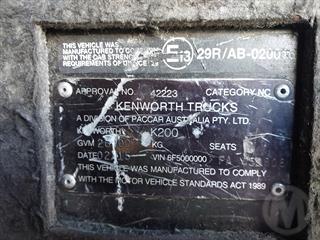 THIS VEHICLE WAS
MANUFACTURED TO COMPLY
WITH THE CAB STRENGTH
REQUIREMENTS OF
E13
29R/AB-0200
APPROVAL NO. 42223 CATEGORY NC
KENWORTH TRUCKS
A DIVISION OF PACCAR AUSTRALIA PTY. LTD.
KENWORTH K200
GVM KG SEATS
DATE VIN 6F5000000
THIS VEHICLE WAS MANUFACTURED TO COMPLY
WITH THE MOTOR VEHICLE STANDARDS ACT 1989